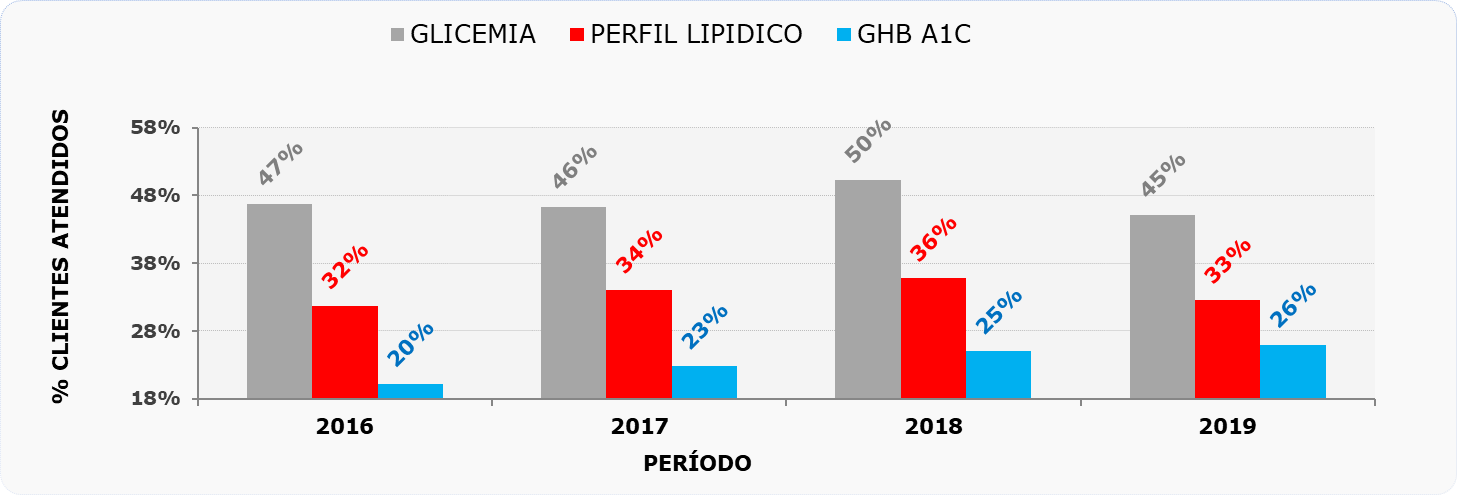 GLICEMIA PERFIL LIPIDICO GHB A1C
% CLIENTES ATENDIDOS
58%
48%
38%
28%
18%
47% 32% 20%
46% 34% 23%
50% 36% 25%
45% 33% 26%
2016 2017 2018 2019
PERÍODO